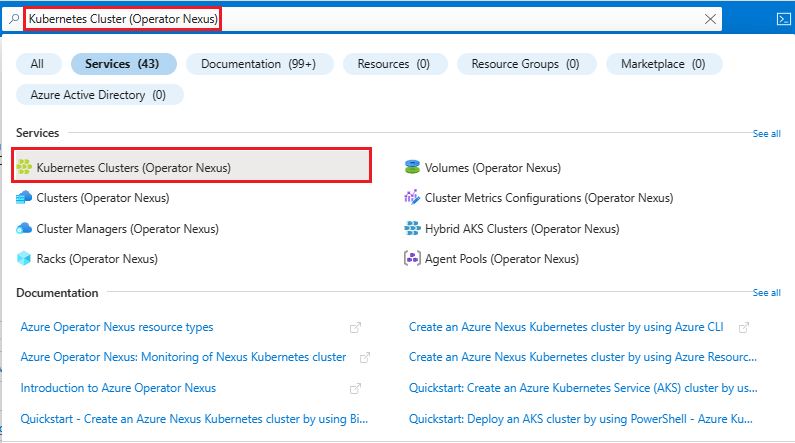 Kubernetes Cluster (Operator Nexus)
All Services (43) Documentation (99+) Resources (0) Resource Groups (0) Marketplace (0)
Azure Active Directory (0)
Services See all
Kubernetes Clusters (Operator Nexus) Volumes (Operator Nexus)
Clusters (Operator Nexus) Cluster Metrics Configurations (Operator Nexus)
Cluster Managers (Operator Nexus) Hybrid AKS Clusters (Operator Nexus)
Racks (Operator Nexus) Agent Pools (Operator Nexus)
Documentation See all
Azure Operator Nexus resource types Create an Azure Nexus Kubernetes cluster by using Azure CLI
Azure Operator Nexus: Monitoring of Nexus Kubernetes cluster Create an Azure Nexus Kubernetes cluster by using Azure Resourc...
Introduction to Azure Operator Nexus Quickstart: Create an Azure Kubernetes Service (AKS) cluster by us...
Quickstart - Create an Azure Nexus Kubernetes cluster by using Bi... Quickstart: Deploy an AKS cluster by using PowerShell - Azure Ku...